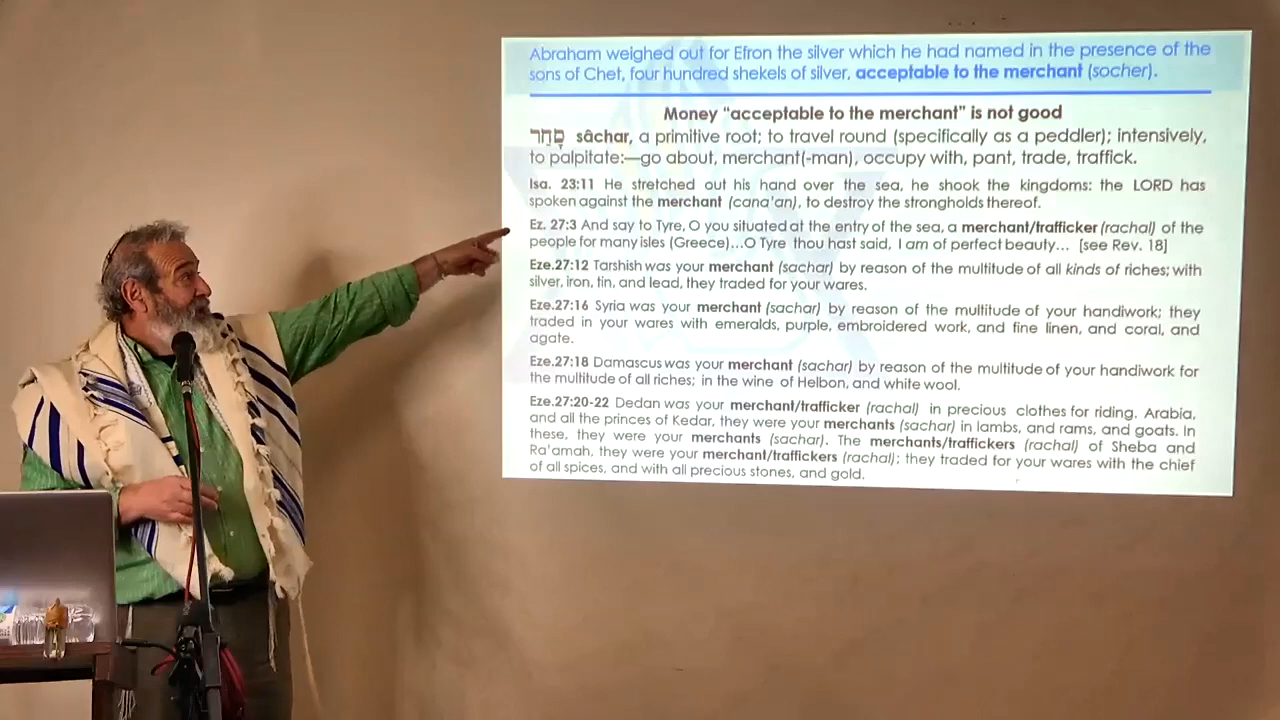 Abraham weighed out for Efron the silver which he had named in the presence of the
sons of Chet, four hundred shekels of silver, acceptable to the merchant (socher).
Money “acceptable to the merchant” is not good
סָחַר sâchar, a primitive root; to travel round (specifically as a peddler); intensively,
to palpitate:—go about, merchant(-man), occupy with, pant, trade, traffick.
Isa. 23:11 He stretched out his hand over the sea, he shook the kingdoms: the LORD has
spoken against the merchant (cana'an), to destroy the strongholds thereof.
Ez. 27:3 And say to Tyre, O you situated at the entry of the sea, a merchant/trafficker (rachal) of the
people for many isles (Greece)...O Tyre thou hast said, I am of perfect beauty... [see Rev. 18]
Eze.27:12 Tarshish was your merchant (sachar) by reason of the multitude of all kinds of riches; with
silver, iron, tin, and lead, they traded for your wares.
Eze.27:16 Syria was your merchant (sachar) by reason of the multitude of your handiwork; they
traded in your wares with emeralds, purple, embroidered work, and fine linen, and coral, and
agate.
Eze.27:18 Damascus was your merchant (sachar) by reason of the multitude of your handiwork for
the multitude of all riches; in the wine of Helbon, and white wool.
Eze.27:20-22 Dedan was your merchant/trafficker (rachal) in precious clothes for riding. Arabia,
and all the princes of Kedar, they were your merchants (sachar) in lambs, and rams, and goats. In
these, they were your merchants (sachar). The merchants/traffickers (rachal) of Sheba and
Ra'amah, they were your merchant/traffickers (rachal); they traded for your wares with the chief
of all spices, and with all precious stones, and gold.